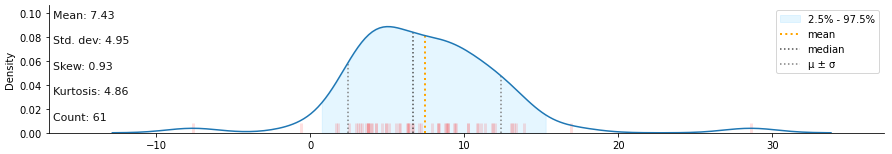 Mean: 7.43
Std. dev: 4.95
Skew: 0.93
Kurtosis: 4.86
Count: 61
Density
0.10
0.08
0.06
0.04
0.02
0.00
−10
0
10
20
30
2.5% - 97.5%
mean
median
μ ± σ